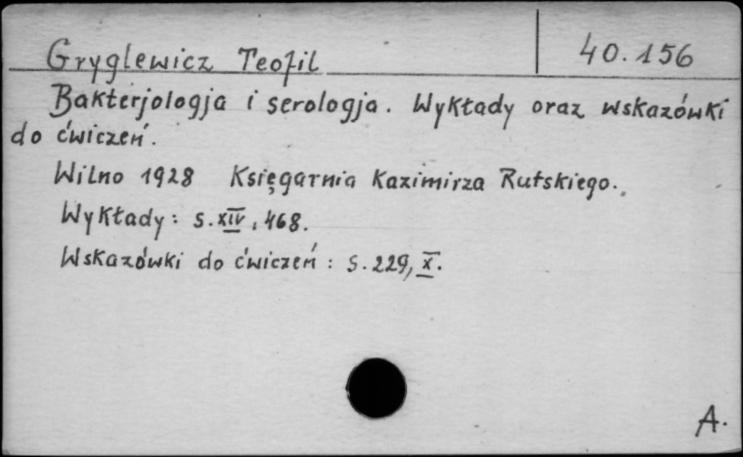 Gryglewicz Teofil 40.156
Bakterjologja i serologja. Wykłady oraz wskazówki
do ćwiczeń.
Wilno 1928 Księgarnia Kazimirza Rutskiego.
Wykłady: s. XIV, 468.
Wskazówki do ćwiczeń: s. 229, X.
A.